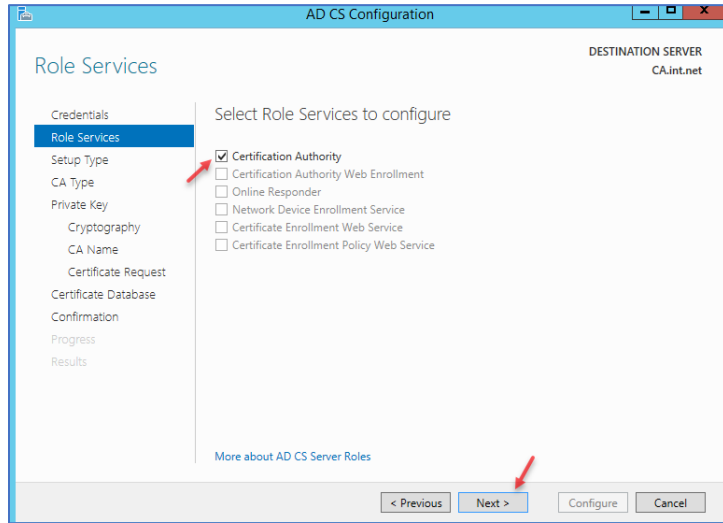 AD CS Configuration
Role Services
DESTINATION SERVER
CA.int.net
Credentials
Role Services
Setup Type
CA Type
Private Key
Cryptography
CA Name
Certificate Request
Certificate Database
Confirmation
Progress
Results
Select Role Services to configure
Certification Authority
Certification Authority Web Enrollment
Online Responder
Network Device Enrollment Service
Certificate Enrollment Web Service
Certificate Enrollment Policy Web Service
More about AD CS Server Roles
< Previous
Next >
Configure
Cancel